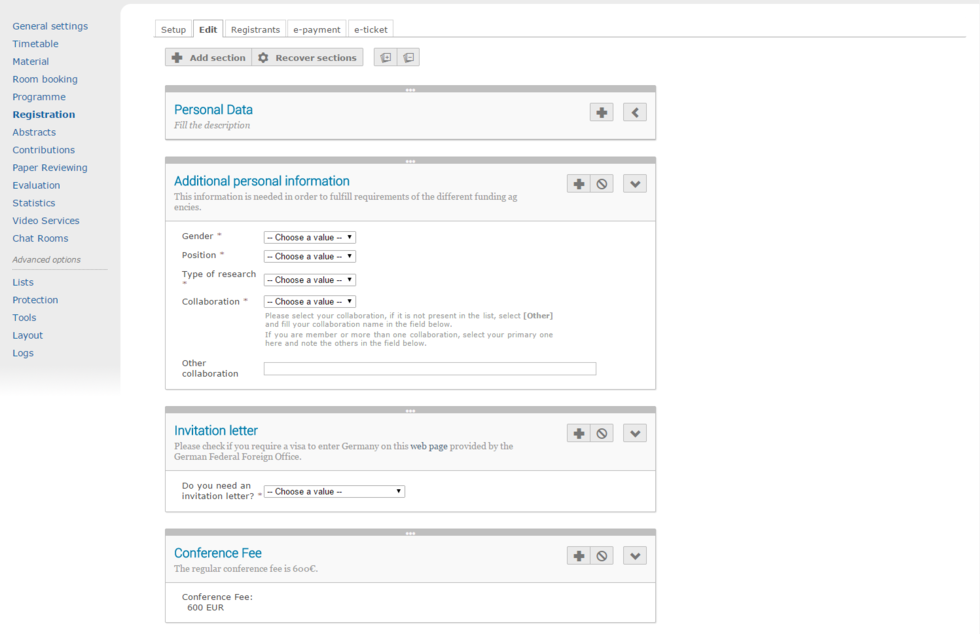 General settings
Timetable
Material
Room booking
Programme
Registration
Abstracts
Contributions
Paper Reviewing
Evaluation
Statistics
Video Services
Chat Rooms
Advanced options
Lists
Protection
Tools
Layout
Logs
Setup Edit Registrants e-payment e-ticket
Add section Recover sections
Personal Data
Fill the description
Additional personal information
This information is needed in order to fulfill requirements of the different funding ag
encies.
Gender * -- Choose a value --
Position * -- Choose a value --
Type of research
* -- Choose a value --
Collaboration * -- Choose a value --
Please select your collaboration, if it is not present in the list, select [Other]
and fill your collaboration name in the field below.
If you are member or more than one collaboration, select your primary one
here and note the others in the field below.
Other
collaboration
Invitation letter
Please check if you require a visa to enter Germany on this web page provided by the
German Federal Foreign Office.
Do you need an
invitation letter? * -- Choose a value --
Conference Fee
The regular conference fee is 600€.
Conference Fee:
600 EUR